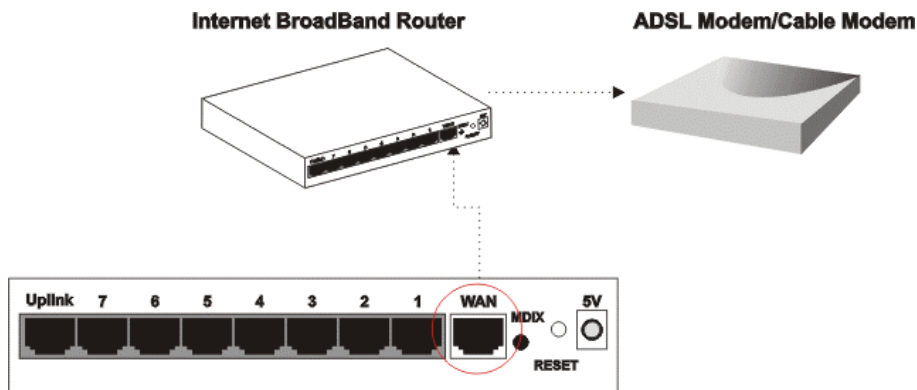 Internet BroadBand Router
ADSL Modem/Cable Modem
Uplink 7 6 5 4 3 2 1 WAN 5V
MDIX
RESET